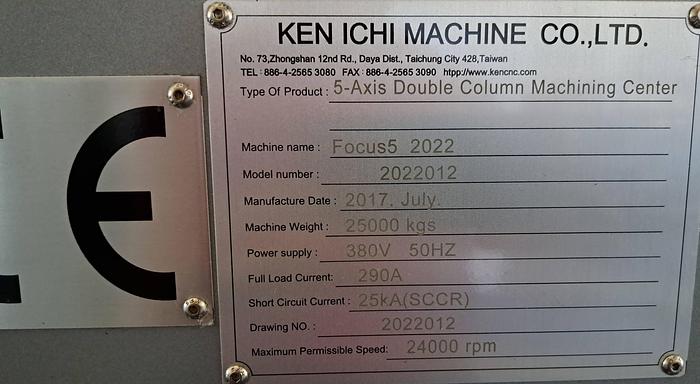 KEN ICHI MACHINE CO.,LTD.
No. 73,Zhongshan 12nd Rd., Daya Dist., Taichung City 428,Taiwan
TEL : 886-4-2565 3080 FAX : 886-4-2565 3090 htpp://www.kencnc.com
Type Of Product : 5-Axis Double Column Machining Center
Machine name : Focus5 2022
Model number : 2022012
Manufacture Date : 2017. July.
Machine Weight : 25000 kgs
Power supply : 380V 50HZ
Full Load Current: 290A
Short Circuit Current : 25kA(SCCR)
Drawing NO. : 2022012
Maximum Permissible Speed: 24000 rpm
CE